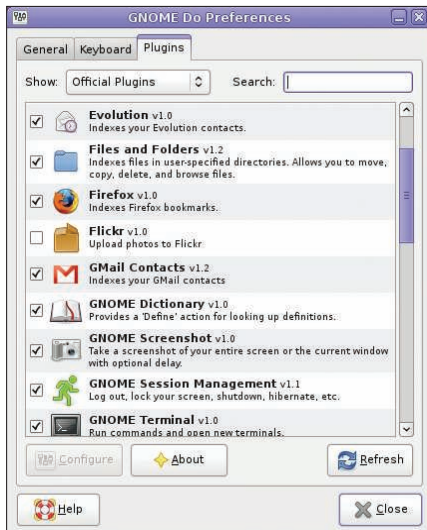 GNOME Do Preferences
General Keyboard Plugins
Show: Official Plugins Search:
Evolution v1.0
Indexes your Evolution contacts.
Files and Folders v1.2
Indexes files in user-specified directories. Allows you to move,
copy, delete, and browse files.
Firefox v1.0
Indexes Firefox bookmarks.
Flickr v1.0
Upload photos to Flickr
GMail Contacts v1.2
Indexes your GMail contacts
GNOME Dictionary v1.0
Provides a 'Define' action for looking up definitions.
GNOME Screenshot v1.0
Take a screenshot of your entire screen or the current window
with optional delay.
GNOME Session Management v1.1
Log out, lock your screen, shutdown, hibernate, etc.
GNOME Terminal v1.0
Run commands and open new terminals.
Configure About Refresh
Help Close